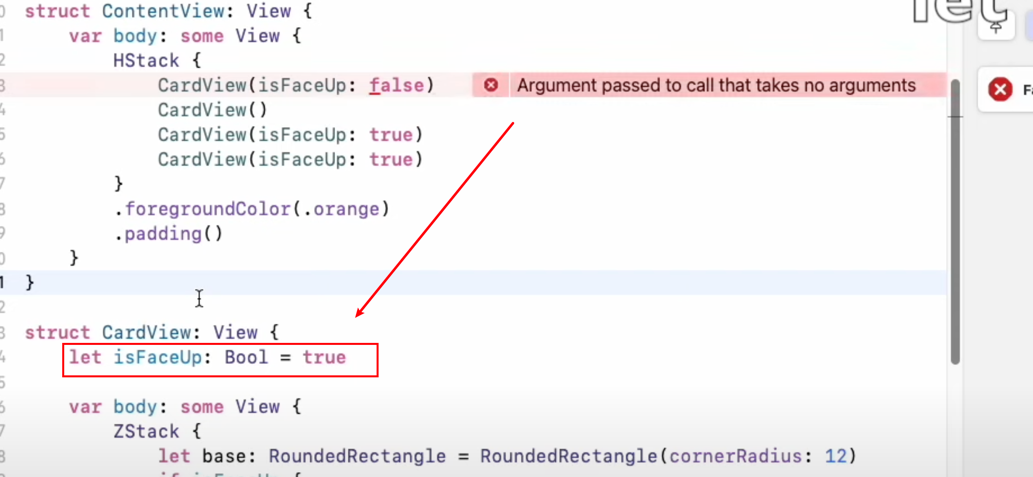 let
0 struct ContentView: View {
1 var body: some View {
2 HStack {
3 CardView(isFaceUp: false) Argument passed to call that takes no arguments
4 CardView()
5 CardView(isFaceUp: true)
6 CardView(isFaceUp: true)
7 }
8 .foregroundColor(.orange)
9 .padding()
0 }
1 }
2
3 struct CardView: View {
4 let isFaceUp: Bool = true
5
6 var body: some View {
7 ZStack {
8 let base: RoundedRectangle = RoundedRectangle(cornerRadius: 12)